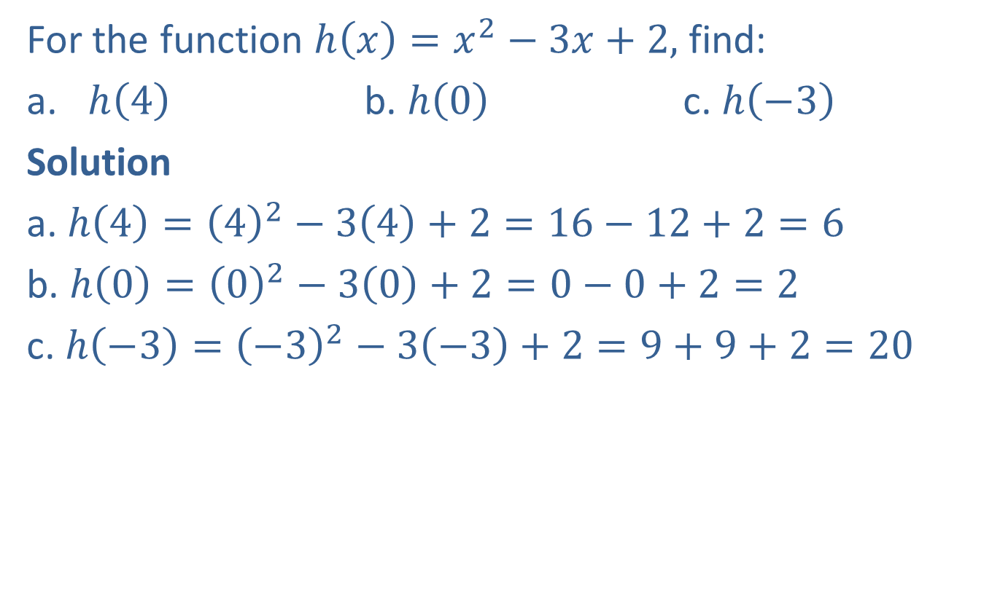 For the function h(x) = x² − 3x + 2, find:
a. h(4) b. h(0) c. h(−3)
Solution
a. h(4) = (4)² − 3(4) + 2 = 16 − 12 + 2 = 6
b. h(0) = (0)² − 3(0) + 2 = 0 − 0 + 2 = 2
c. h(−3) = (−3)² − 3(−3) + 2 = 9 + 9 + 2 = 20